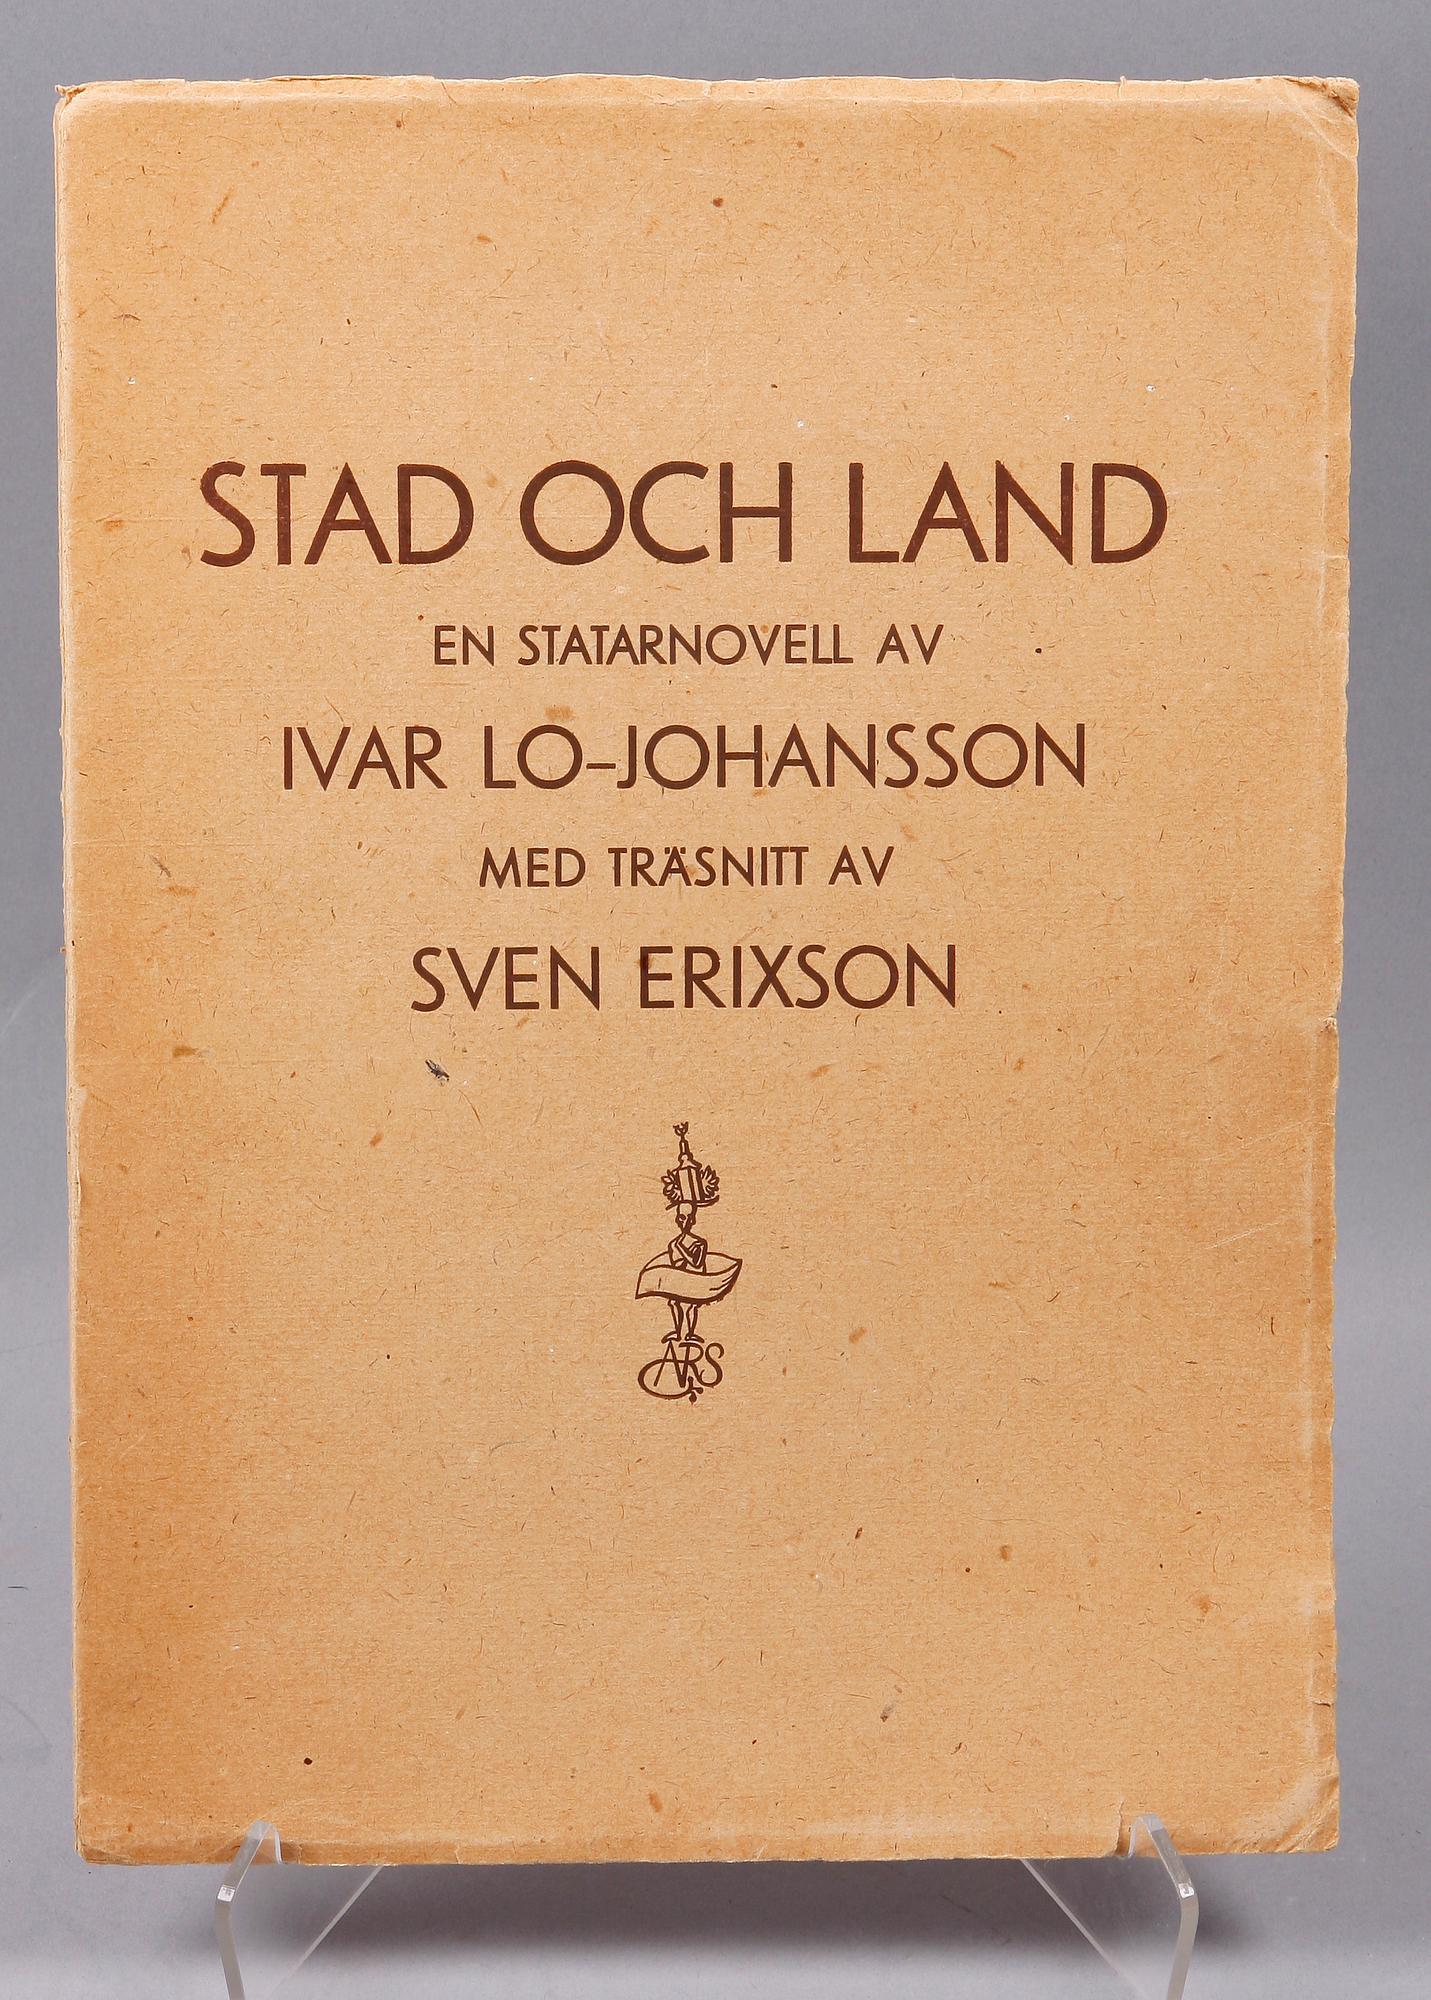 STAD OCH LAND
EN STATARNOVELL AV
IVAR LO-JOHANSSON
MED TRÄSNITT AV
SVEN ERIXSON
ARS